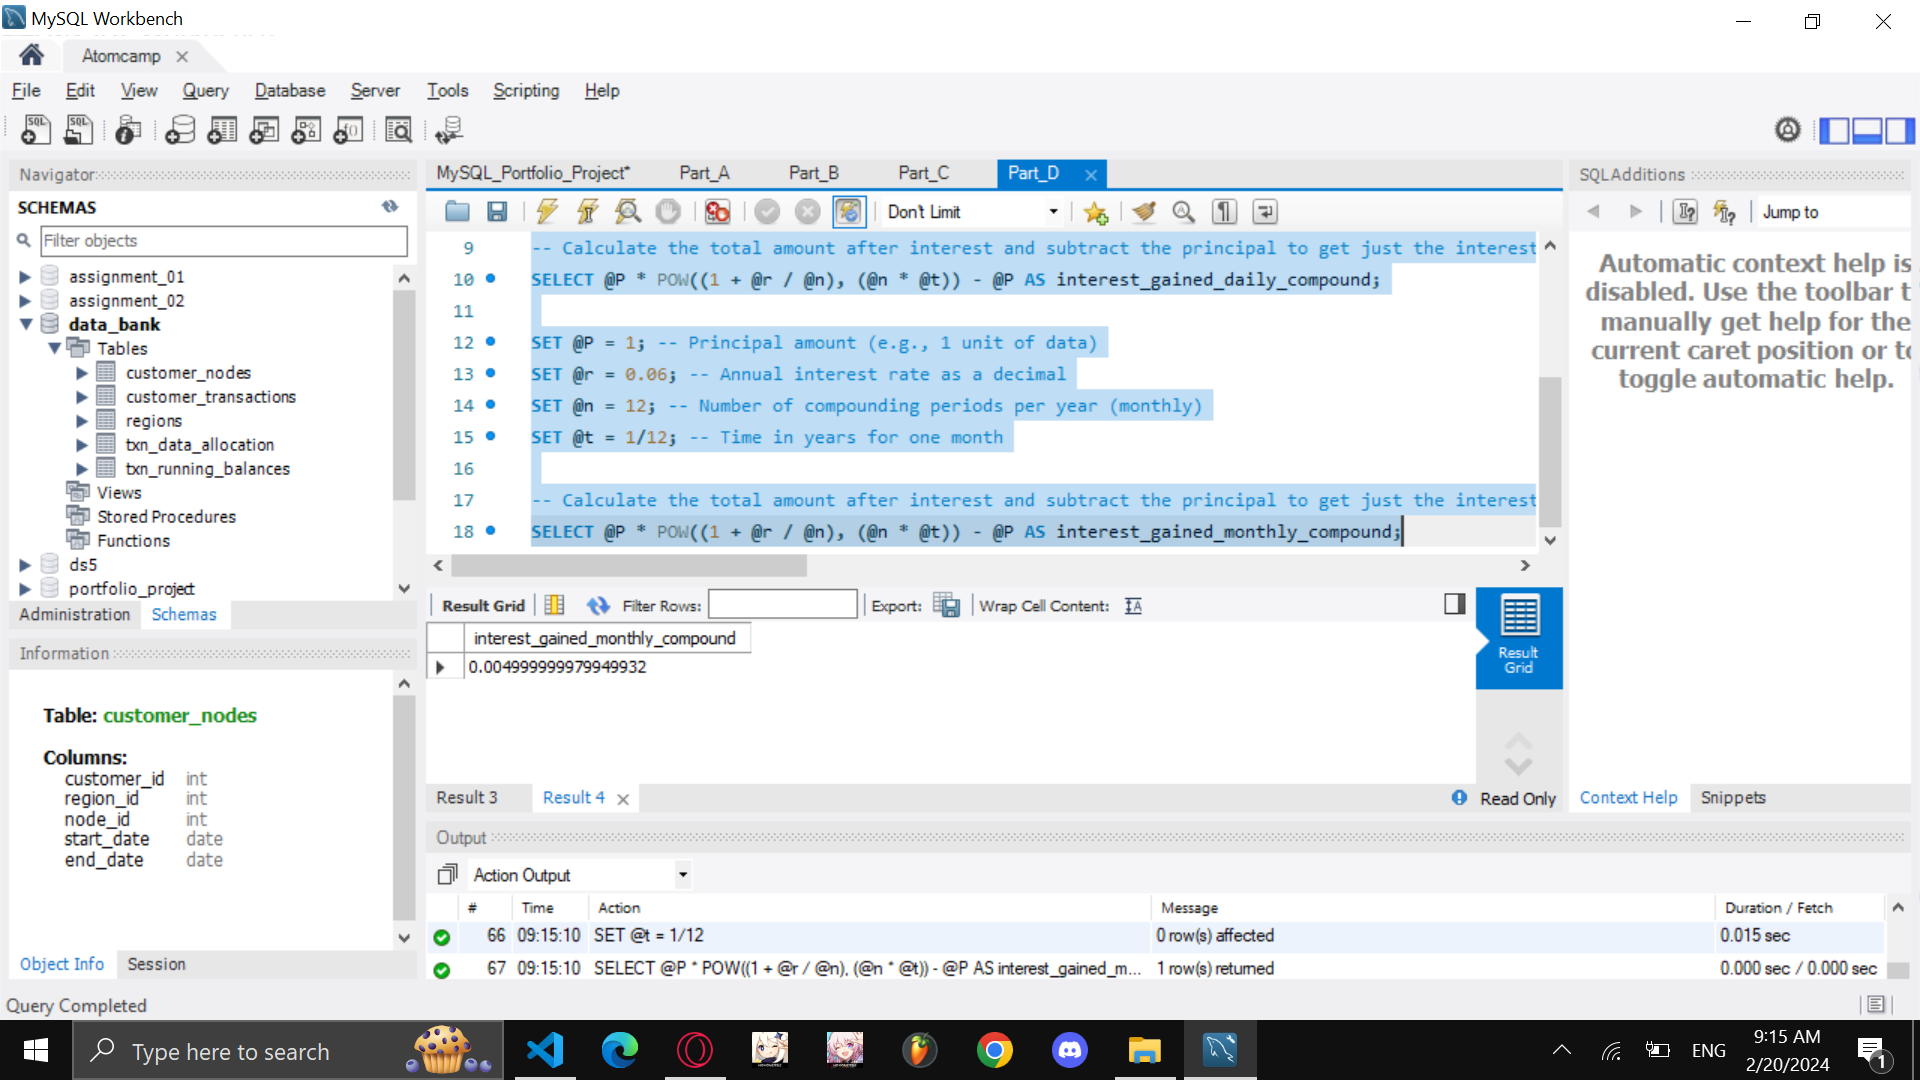 MySQL Workbench
Atomcamp
File Edit View Query Database Server Tools Scripting Help
Navigator
SCHEMAS
Filter objects
assignment_01
assignment_02
data_bank
Tables
customer_nodes
customer_transactions
regions
txn_data_allocation
txn_running_balances
Views
Stored Procedures
Functions
ds5
portfolio_project
Administration Schemas
Information
Table: customer_nodes
Columns:
customer_id int
region_id int
node_id int
start_date date
end_date date
Object Info Session
MySQL_Portfolio_Project* Part_A Part_B Part_C Part_D
Don't Limit
9 -- Calculate the total amount after interest and subtract the principal to get just the interest
10 SELECT @P * POW((1 + @r / @n), (@n * @t)) - @P AS interest_gained_daily_compound;
11
12 SET @P = 1; -- Principal amount (e.g., 1 unit of data)
13 SET @r = 0.06; -- Annual interest rate as a decimal
14 SET @n = 12; -- Number of compounding periods per year (monthly)
15 SET @t = 1/12; -- Time in years for one month
16
17 -- Calculate the total amount after interest and subtract the principal to get just the interest
18 SELECT @P * POW((1 + @r / @n), (@n * @t)) - @P AS interest_gained_monthly_compound;
Result Grid Filter Rows: Export: Wrap Cell Content:
interest_gained_monthly_compound
0.004999999979949932
Result Grid
Result 3 Result 4 Read Only
SQLAdditions
Jump to
Automatic context help is
disabled. Use the toolbar t
manually get help for the
current caret position or to
toggle automatic help.
Context Help Snippets
Output
Action Output
# Time Action Message Duration / Fetch
66 09:15:10 SET @t = 1/12 0 row(s) affected 0.015 sec
67 09:15:10 SELECT @P * POW((1 + @r / @n), (@n * @t)) - @P AS interest_gained_m... 1 row(s) returned 0.000 sec / 0.000 sec
Query Completed
Type here to search
ENG
9:15 AM
2/20/2024
1